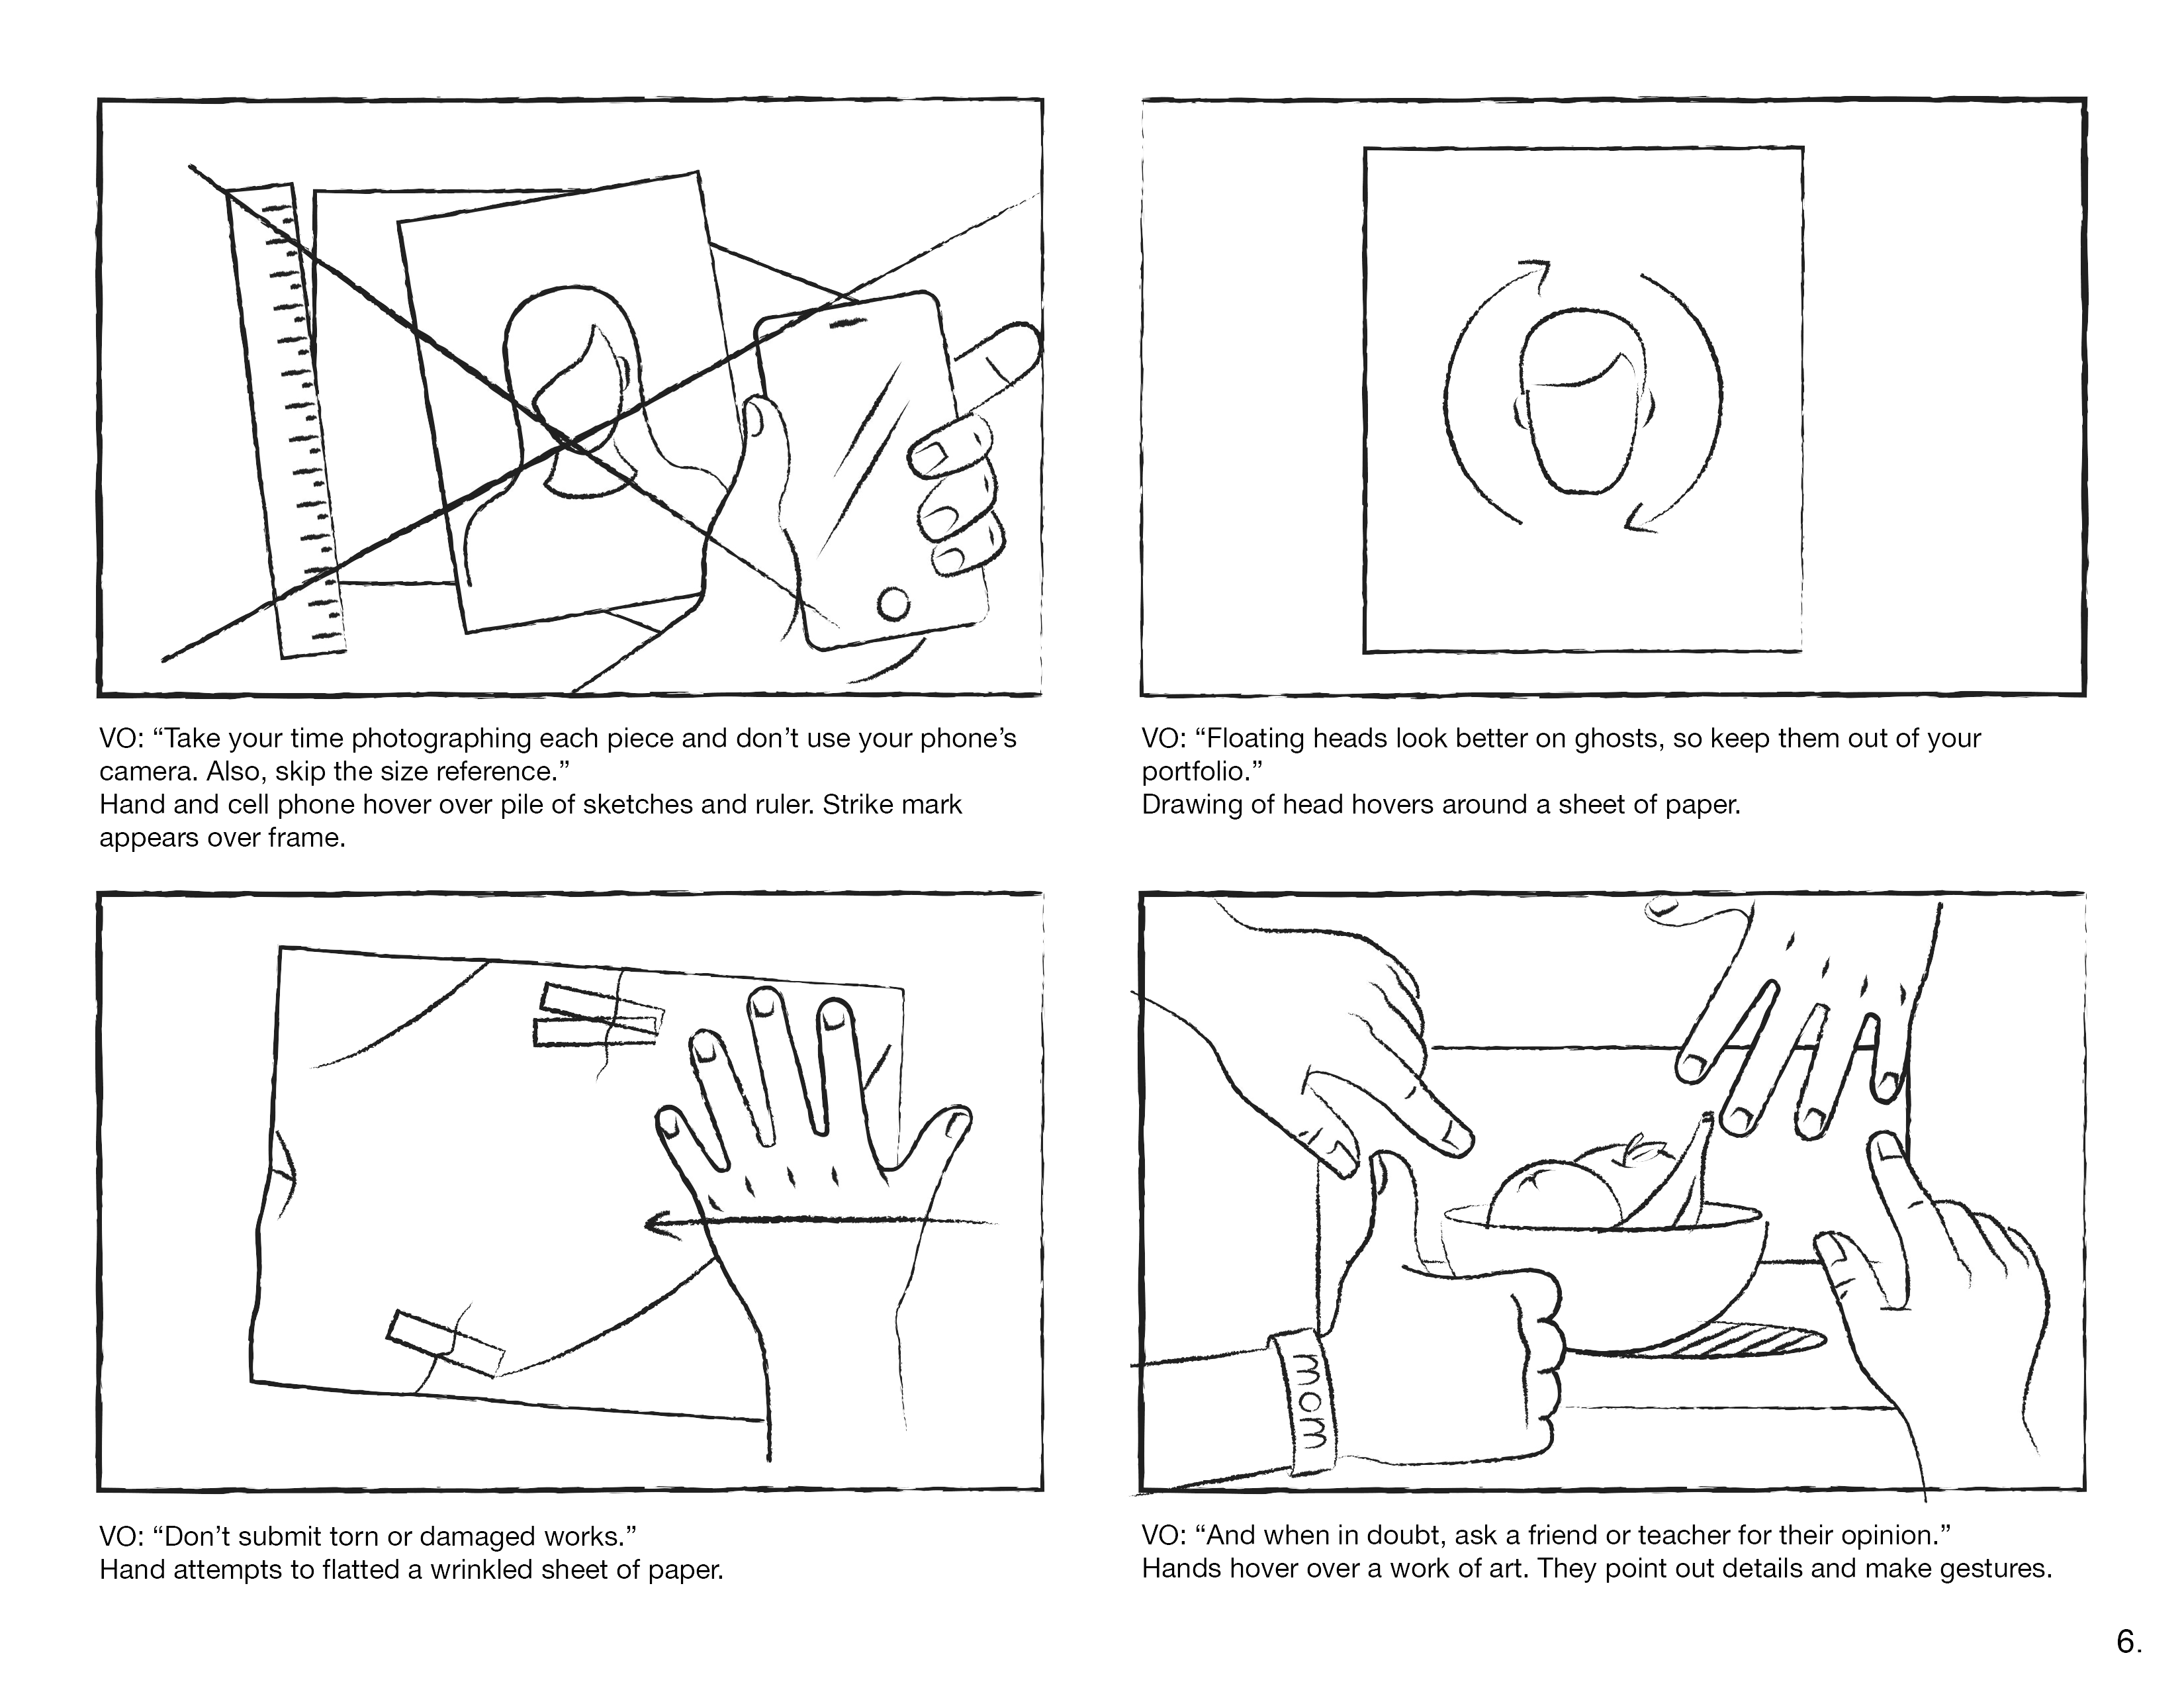 VO: “Take your time photographing each piece and don’t use your phone’s
camera. Also, skip the size reference.”
Hand and cell phone hover over pile of sketches and ruler. Strike mark
appears over frame.
VO: “Floating heads look better on ghosts, so keep them out of your
portfolio.”
Drawing of head hovers around a sheet of paper.
mom
VO: “Don’t submit torn or damaged works.”
Hand attempts to flatted a wrinkled sheet of paper.
VO: “And when in doubt, ask a friend or teacher for their opinion.”
Hands hover over a work of art. They point out details and make gestures.
6.